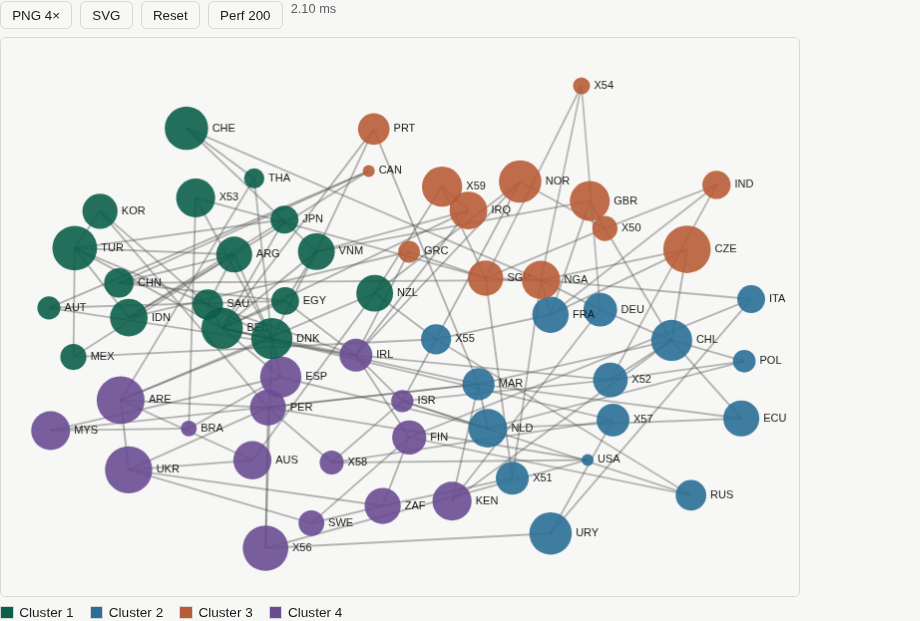 PNG 4× SVG Reset Perf 200 2.10 ms
X54
CHE PRT
CAN
THA X59 NOR IND
X53 GBR
KOR IRQ
JPN X50
TUR ARG VNM GRC CZE
CHN SG NGA
AUT IDN SAU EGY NZL FRA DEU ITA
BE DNK X55 CHL
MEX IRL POL
ARE ESP MAR X52
PER ISR
MYS BRA FIN NLD X57 ECU
UKR AUS X58 USA
X51 RUS
ZAF KEN
SWE URY
X56
Cluster 1 Cluster 2 Cluster 3 Cluster 4